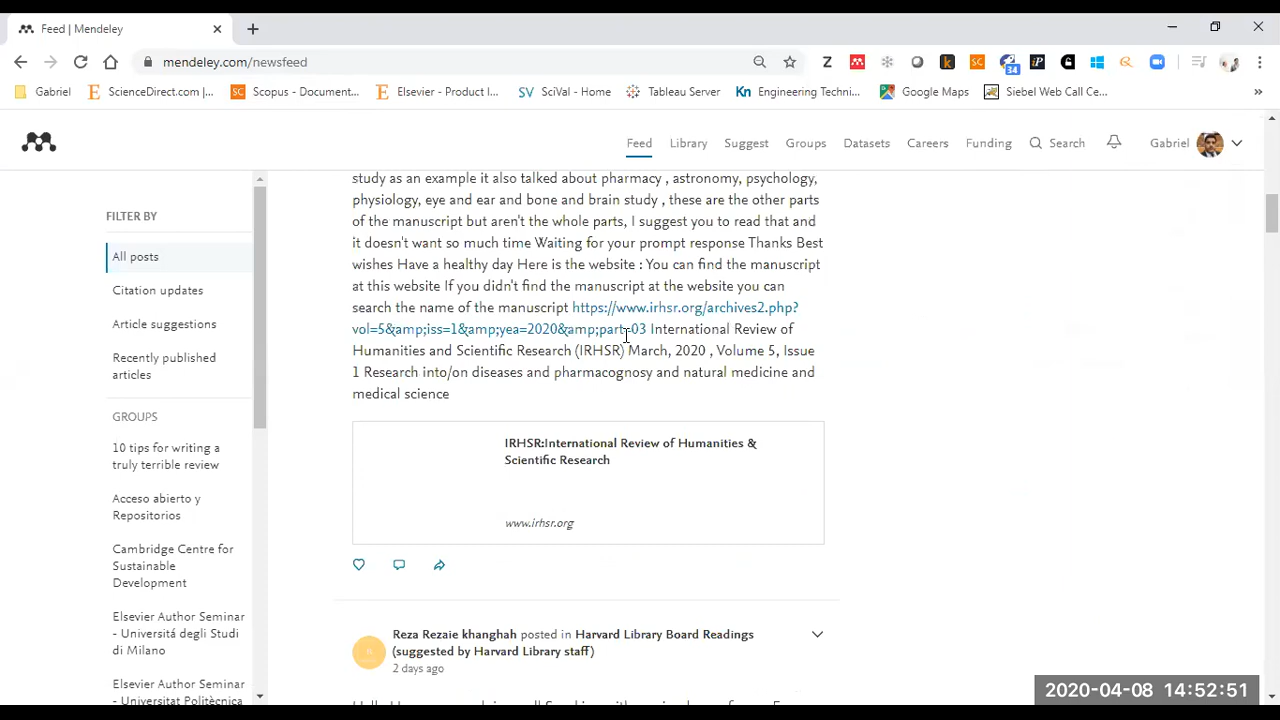 Feed | Mendeley
mendeley.com/newsfeed
34
Gabriel
ScienceDirect.com |...
Scopus - Document...
Elsevier - Product I...
SciVal - Home
Tableau Server
Engineering Techni...
Google Maps
Siebel Web Call Ce...
»
Feed
Library
Suggest
Groups
Datasets
Careers
Funding
Search
Gabriel
FILTER BY
All posts
Citation updates
Article suggestions
Recently published
articles
GROUPS
10 tips for writing a
truly terrible review
Acceso abierto y
Repositorios
Cambridge Centre for
Sustainable
Development
Elsevier Author Seminar
- Universitá degli Studi
di Milano
Elsevier Author Seminar
- Universitat Politècnica
study as an example it also talked about pharmacy , astronomy, psychology,
physiology, eye and ear and bone and brain study , these are the other parts
of the manuscript but aren't the whole parts, I suggest you to read that and
it doesn't want so much time Waiting for your prompt response Thanks Best
wishes Have a healthy day Here is the website : You can find the manuscript
at this website If you didn't find the manuscript at the website you can
search the name of the manuscript https://www.irhsr.org/archives2.php?
vol=5&amp;iss=1&amp;yea=2020&amp;part=03 International Review of
Humanities and Scientific Research (IRHSR) March, 2020 , Volume 5, Issue
1 Research into/on diseases and pharmacognosy and natural medicine and
medical science
IRHSR:International Review of Humanities &
Scientific Research
www.irhsr.org
Reza Rezaie khanghah posted in Harvard Library Board Readings
(suggested by Harvard Library staff)
2 days ago
2020-04-08 14:52:51